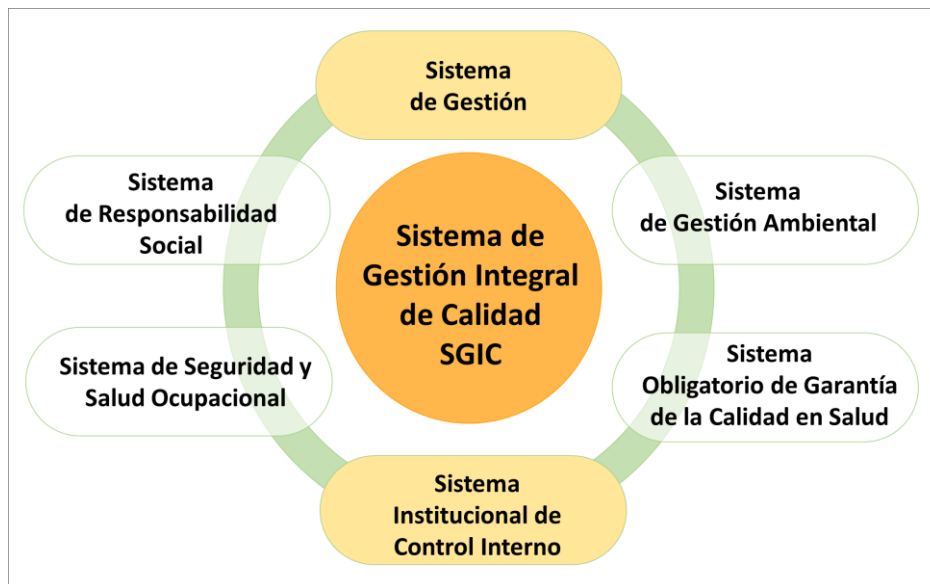 Sistema
de Gestión
Sistema
de Responsabilidad
Social
Sistema
de Gestión Ambiental
Sistema de
Gestión Integral
de Calidad
SGIC
Sistema de Seguridad y
Salud Ocupacional
Sistema
Obligatorio de Garantía
de la Calidad en Salud
Sistema
Institucional de
Control Interno